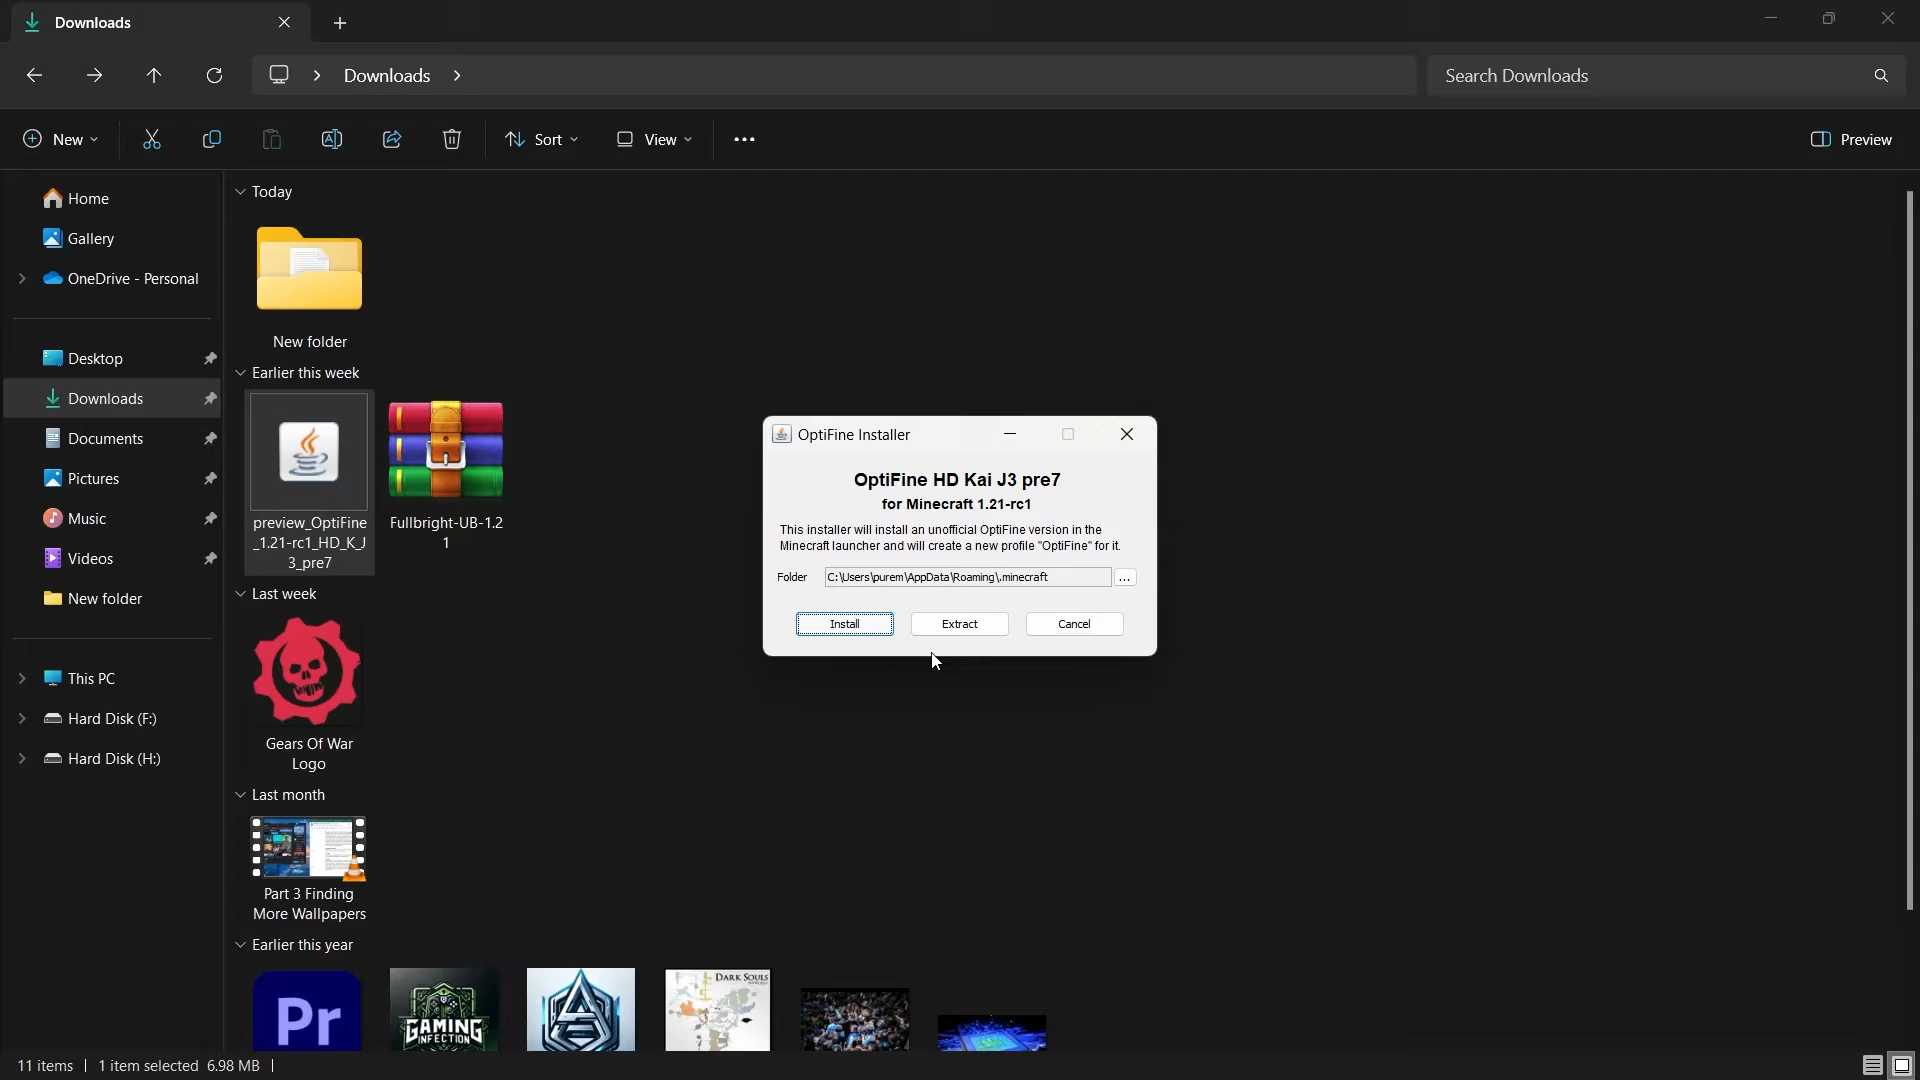 Downloads
Downloads
Search Downloads
New
Sort
View
Preview
Home
Gallery
OneDrive - Personal
Desktop
Downloads
Documents
Pictures
Music
Videos
New folder
This PC
Hard Disk (F:)
Hard Disk (H:)
Today
New folder
Earlier this week
preview_OptiFine
_1.21-rc1_HD_K_J
3_pre7
Fullbright-UB-1.2
1
Last week
Gears Of War
Logo
Last month
Part 3 Finding
More Wallpapers
Earlier this year
Pr
GAMING
INFECTION
DARK SOULS
OptiFine Installer
OptiFine HD Kai J3 pre7
for Minecraft 1.21-rc1
This installer will install an unofficial OptiFine version in the
Minecraft launcher and will create a new profile "OptiFine" for it.
Folder
C:\Users\purem\AppData\Roaming\.minecraft
...
Install
Extract
Cancel
11 items
1 item selected 6.98 MB